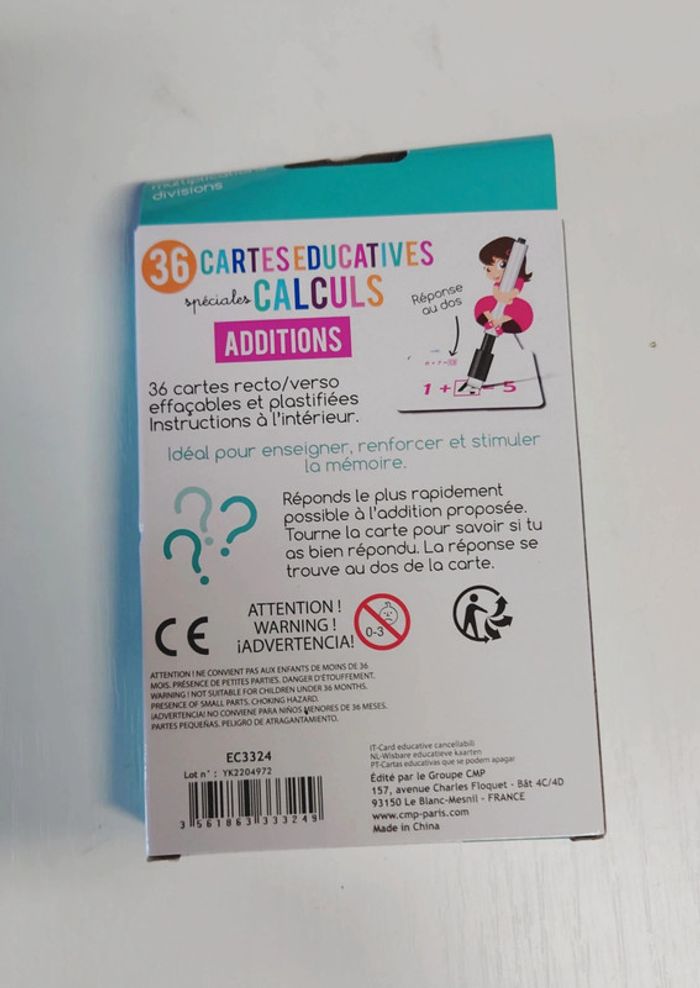 divisions
36 CARTES EDUCATIVES
spéciales CALCULS
ADDITIONS
Réponse
au dos
1 + 5
36 cartes recto/verso
effaçables et plastifiées
Instructions à l'intérieur.
Idéal pour enseigner, renforcer et stimuler
la mémoire.
? ? ?
Réponds le plus rapidement
possible à l'addition proposée.
Tourne la carte pour savoir si tu
as bien répondu. La réponse se
trouve au dos de la carte.
CE
ATTENTION !
WARNING !
¡ADVERTENCIA!
0-3
ATTENTION ! NE CONVIENT PAS AUX ENFANTS DE MOINS DE 36
MOIS. PRÉSENCE DE PETITES PARTIES. DANGER D'ÉTOUFFEMENT.
WARNING ! NOT SUITABLE FOR CHILDREN UNDER 36 MONTHS.
PRESENCE OF SMALL PARTS. CHOKING HAZARD.
¡ADVERTENCIA! NO CONVIENE PARA NIÑOS MENORES DE 36 MESES.
PARTES PEQUEÑAS. PELIGRO DE ATRAGANTAMIENTO.
EC3324
Lot n° : YK2204972
3 561863 333249
IT-Card educative cancellabili
NL-Wisbare educatieve kaarten
PT-Cartas educativas que se podem apagar
Édité par le Groupe CMP
157, avenue Charles Floquet - Bât 4C/4D
93150 Le Blanc-Mesnil - FRANCE
www.cmp-paris.com
Made in China